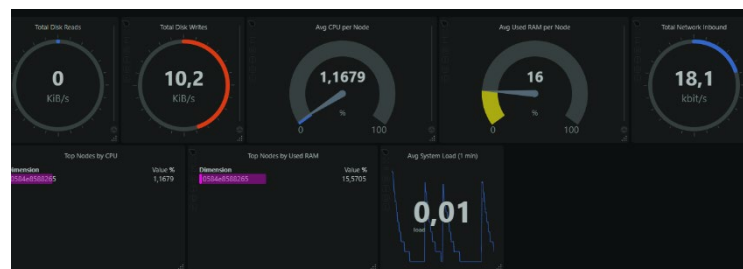 Total Disk Reads
0
KiB/s
Total Disk Writes
10,2
KiB/s
Avg CPU per Node
1,1679
%
0
100
Avg Used RAM per Node
16
%
0
100
Total Network Inbound
18,1
kbit/s
Top Nodes by CPU
Dimension Value %
0584e8588265 1,1679
Top Nodes by Used RAM
Dimension Value %
0584e8588265 15,5705
Avg System Load (1 min)
0,01
load